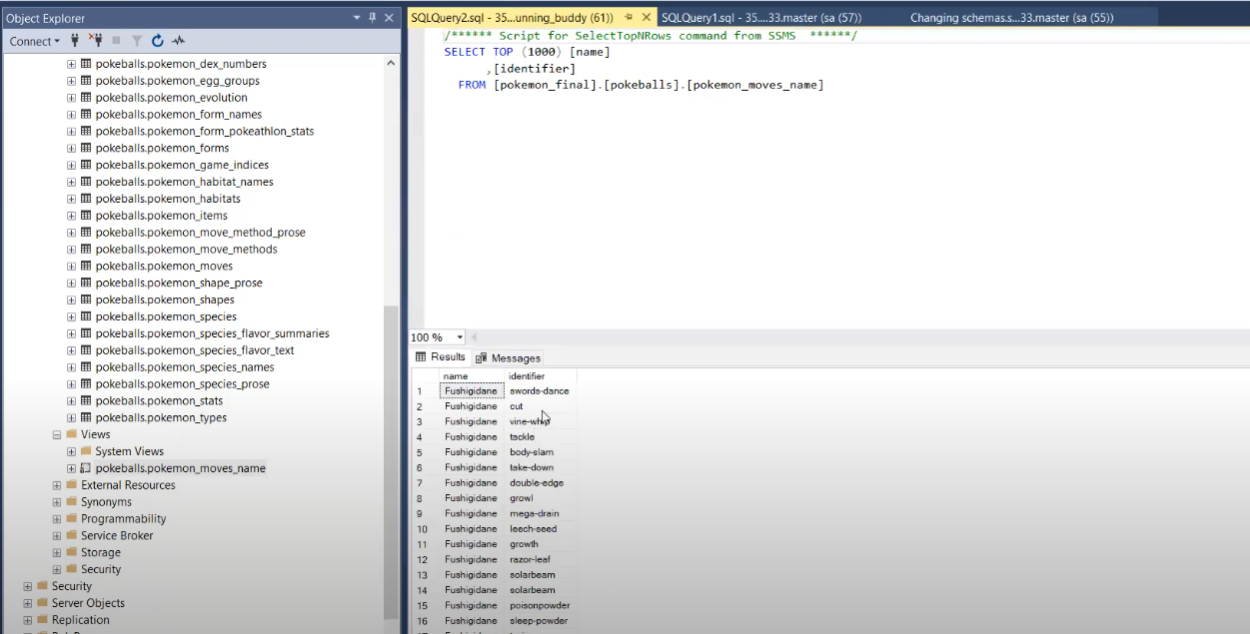 Object Explorer
Connect
pokeballs.pokemon_dex_numbers
pokeballs.pokemon_egg_groups
pokeballs.pokemon_evolution
pokeballs.pokemon_form_names
pokeballs.pokemon_form_pokeathlon_stats
pokeballs.pokemon_forms
pokeballs.pokemon_game_indices
pokeballs.pokemon_habitat_names
pokeballs.pokemon_habitats
pokeballs.pokemon_items
pokeballs.pokemon_move_method_prose
pokeballs.pokemon_move_methods
pokeballs.pokemon_moves
pokeballs.pokemon_shape_prose
pokeballs.pokemon_shapes
pokeballs.pokemon_species
pokeballs.pokemon_species_flavor_summaries
pokeballs.pokemon_species_flavor_text
pokeballs.pokemon_species_names
pokeballs.pokemon_species_prose
pokeballs.pokemon_stats
pokeballs.pokemon_types
Views
System Views
pokeballs.pokemon_moves_name
External Resources
Synonyms
Programmability
Service Broker
Storage
Security
Security
Server Objects
Replication
SQLQuery2.sql - 35...unning_buddy (61)) SQLQuery1.sql - 35....33.master (sa (57)) Changing schemas.s...33.master (sa (55))
/****** Script for SelectTopNRows command from SSMS ******/
SELECT TOP (1000) [name]
,[identifier]
FROM [pokemon_final].[pokeballs].[pokemon_moves_name]
100 %
Results Messages
name identifier
1 Fushigidane swords-dance
2 Fushigidane cut
3 Fushigidane vine-whip
4 Fushigidane tackle
5 Fushigidane body-slam
6 Fushigidane take-down
7 Fushigidane double-edge
8 Fushigidane growl
9 Fushigidane mega-drain
10 Fushigidane leech-seed
11 Fushigidane growth
12 Fushigidane razor-leaf
13 Fushigidane solarbeam
14 Fushigidane solarbeam
15 Fushigidane poisonpowder
16 Fushigidane sleep-powder